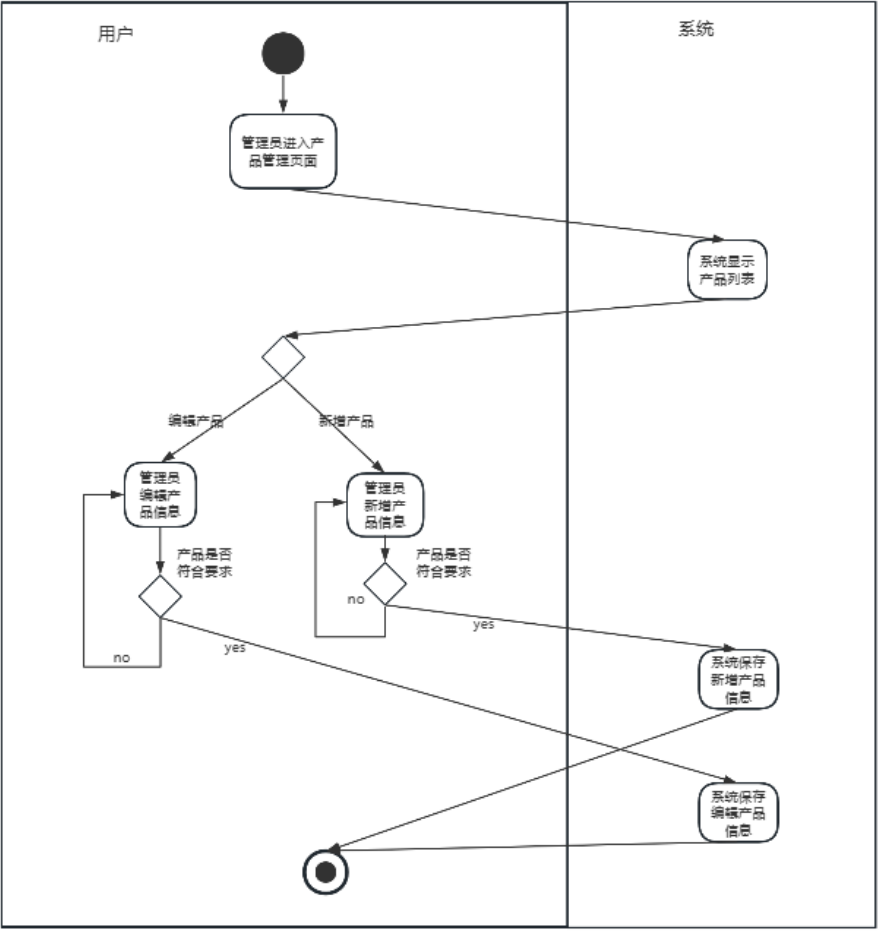 用户
系统
管理员进入产
品管理页面
系统显示
产品列表
编辑产品
新增产品
管理员
编辑产
品信息
管理员
新增产
品信息
产品是否
符合要求
产品是否
符合要求
no
yes
yes
no
系统保存
新增产品
信息
系统保存
编辑产品
信息